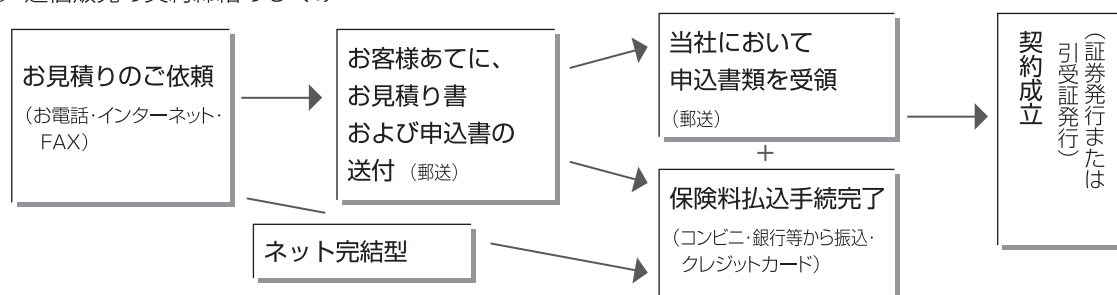 お見積りのご依頼
(お電話・インターネット・
FAX)
お客様あてに、
お見積り書
および申込書の
送付（郵送）
ネット完結型
当社において
申込書類を受領
(郵送)
+
保険料払込手続完了
(コンビニ・銀行等から振込・
クレジットカード)
契約成立
(証券発行または
引受証発行)